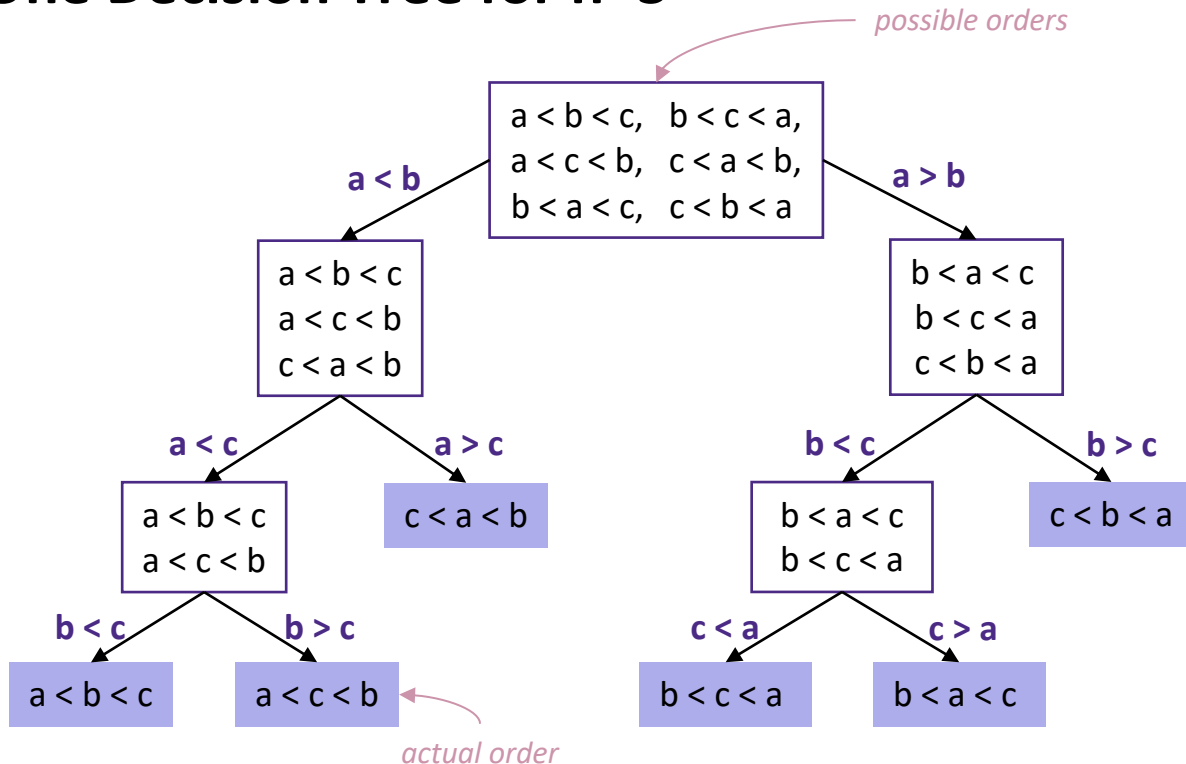 possible orders
a < b < c, b < c < a,
a < c < b, c < a < b,
b < a < c, c < b < a
a < b
a > b
a < b < c
a < c < b
c < a < b
b < a < c
b < c < a
c < b < a
a < c
a > c
b < c
b > c
a < b < c
a < c < b
c < a < b
b < a < c
b < c < a
c < b < a
b < c
b > c
c < a
c > a
a < b < c
a < c < b
b < c < a
b < a < c
actual order